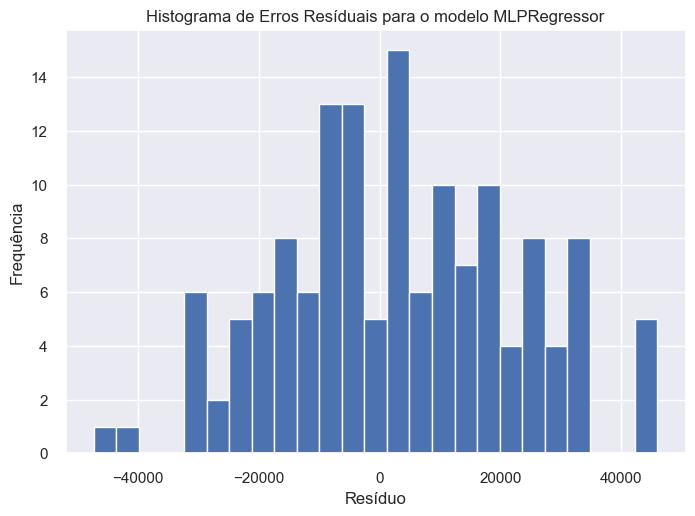 Histograma de Erros Resíduais para o modelo MLPRegressor
Frequência
14
12
10
8
6
4
2
0
−40000 −20000 0 20000 40000
Resíduo